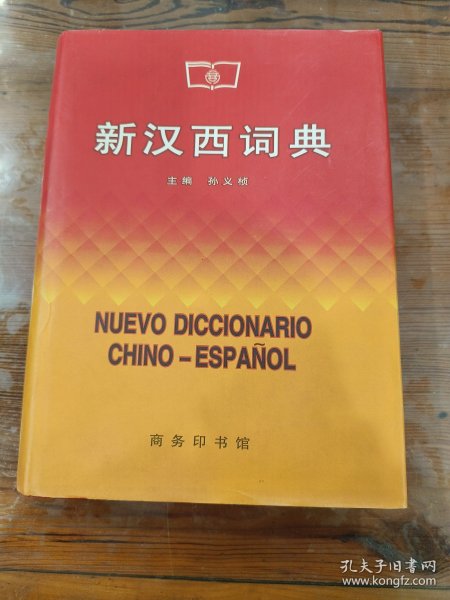 新汉西词典
主编 孙义桢
NUEVO DICCIONARIO
CHINO–ESPAÑOL
商务印书馆
孔夫子旧书网
www.kongfz.com